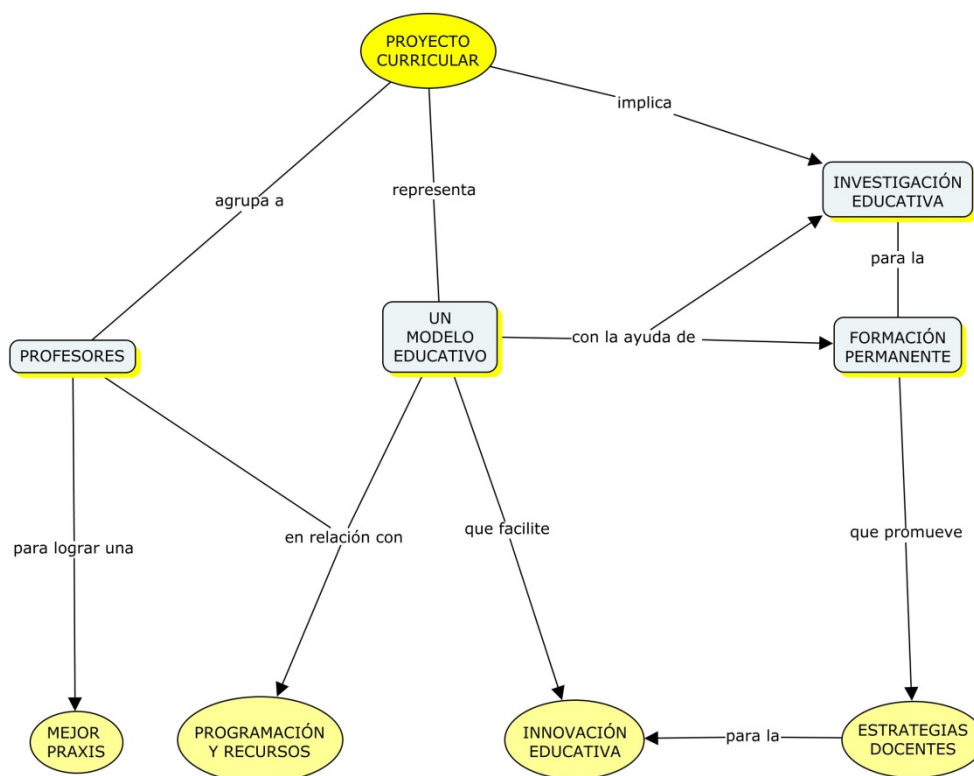 PROYECTO
CURRICULAR
implica
agrupa a
representa
INVESTIGACIÓN
EDUCATIVA
para la
PROFESORES
UN
MODELO
EDUCATIVO
con la ayuda de
FORMACIÓN
PERMANENTE
para lograr una
en relación con
que facilite
que promueve
MEJOR
PRAXIS
PROGRAMACIÓN
Y RECURSOS
INNOVACIÓN
EDUCATIVA
para la
ESTRATEGIAS
DOCENTES